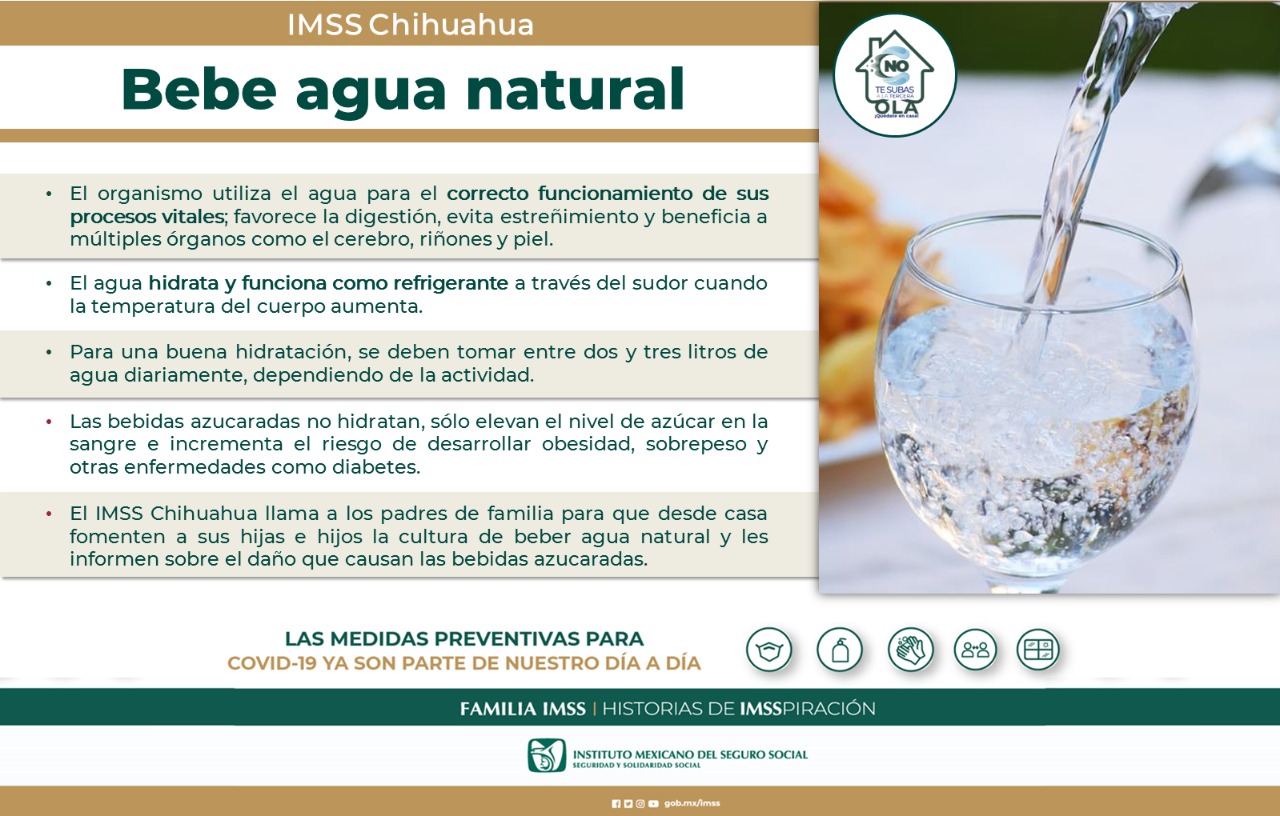 IMSS Chihuahua
Bebe agua natural
NO
TE SUBAS
A LA TERCERA
OLA
¡Quédate en casa!
• El organismo utiliza el agua para el correcto funcionamiento de sus
procesos vitales; favorece la digestión, evita estreñimiento y beneficia a
múltiples órganos como el cerebro, riñones y piel.
• El agua hidrata y funciona como refrigerante a través del sudor cuando
la temperatura del cuerpo aumenta.
• Para una buena hidratación, se deben tomar entre dos y tres litros de
agua diariamente, dependiendo de la actividad.
• Las bebidas azucaradas no hidratan, sólo elevan el nivel de azúcar en la
sangre e incrementa el riesgo de desarrollar obesidad, sobrepeso y
otras enfermedades como diabetes.
• El IMSS Chihuahua llama a los padres de familia para que desde casa
fomenten a sus hijas e hijos la cultura de beber agua natural y les
informen sobre el daño que causan las bebidas azucaradas.
LAS MEDIDAS PREVENTIVAS PARA
COVID-19 YA SON PARTE DE NUESTRO DÍA A DÍA
FAMILIA IMSS | HISTORIAS DE IMSSPIRACIÓN
INSTITUTO MEXICANO DEL SEGURO SOCIAL
SEGURIDAD Y SOLIDARIDAD SOCIAL
gob.mx/imss